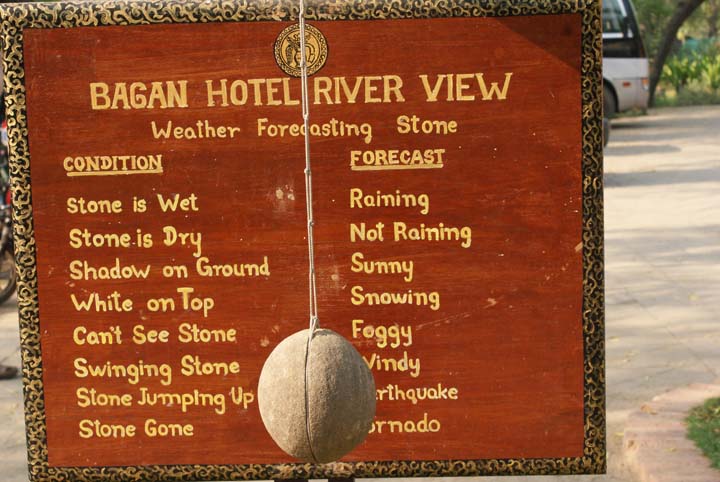 BAGAN HOTEL RIVER VIEW
Weather Forecasting Stone
CONDITION FORECAST
Stone is Wet Raining
Stone is Dry Not Raining
Shadow on Ground Sunny
White on Top Snowing
Can't See Stone Foggy
Swinging Stone Windy
Stone Jumping Up Earthquake
Stone Gone Tornado